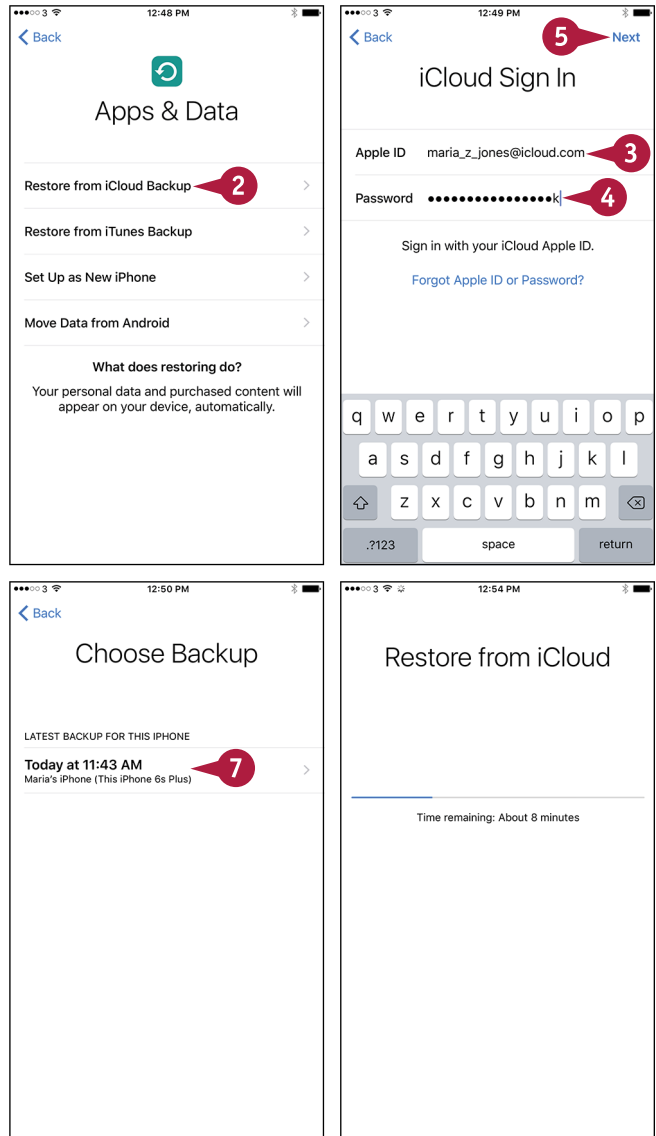 3 12:48 PM
Back
Apps & Data
Restore from iCloud Backup 2
Restore from iTunes Backup
Set Up as New iPhone
Move Data from Android
What does restoring do?
Your personal data and purchased content will
appear on your device, automatically.
3 12:49 PM
Back 5 Next
iCloud Sign In
Apple ID maria_z_jones@icloud.com 3
Password ••••••••••••••••k 4
Sign in with your iCloud Apple ID.
Forgot Apple ID or Password?
q w e r t y u i o p
a s d f g h j k l
z x c v b n m
.?123 space return
3 12:50 PM
Back
Choose Backup
LATEST BACKUP FOR THIS IPHONE
Today at 11:43 AM 7
Maria's iPhone (This iPhone 6s Plus)
3 12:54 PM
Restore from iCloud
Time remaining: About 8 minutes